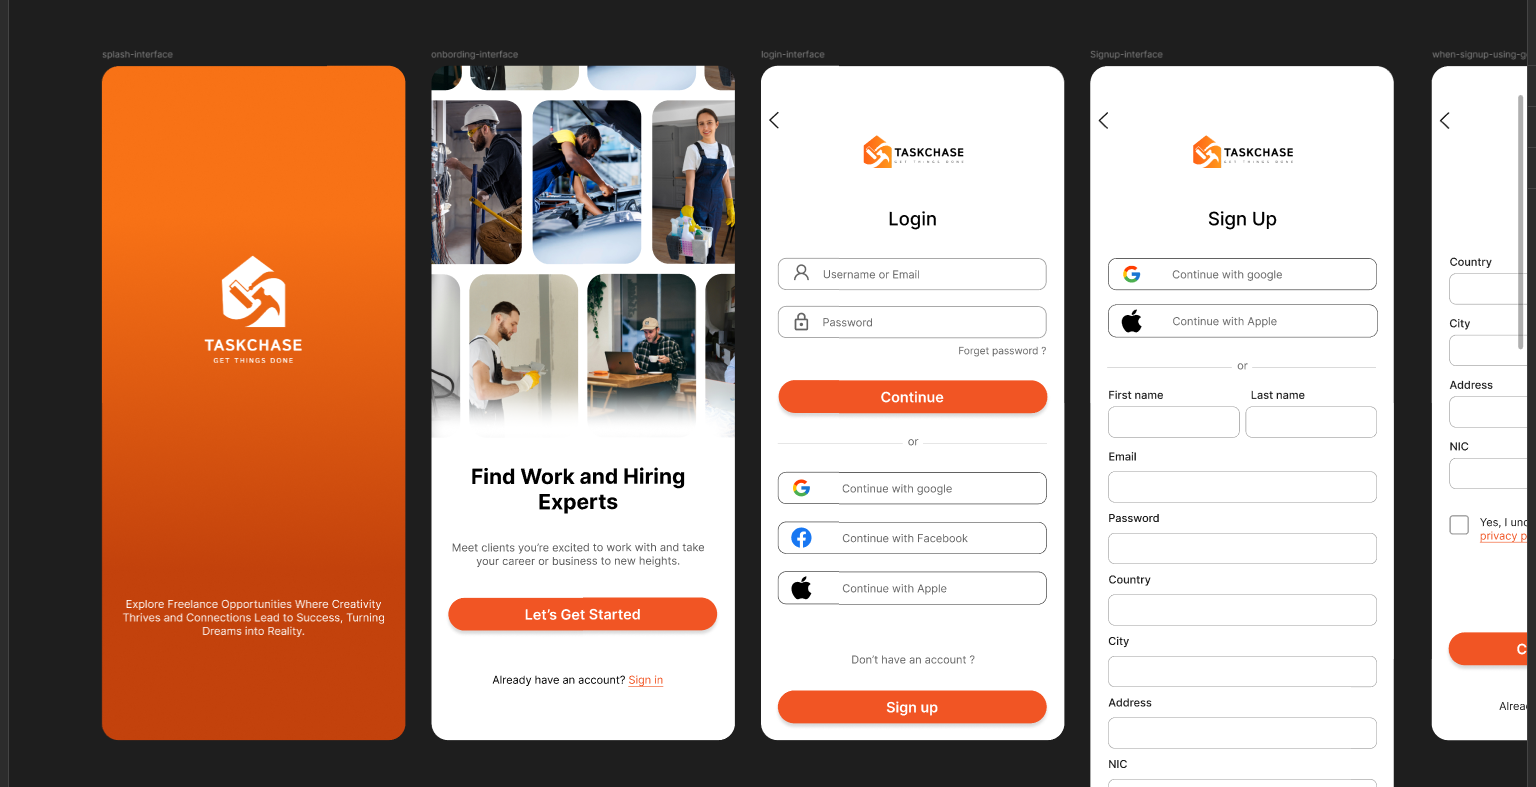 splash-interface
TASKCHASE
GET THINGS DONE
Explore Freelance Opportunities Where Creativity
Thrives and Connections Lead to Success, Turning
Dreams into Reality.
onbording-interface
Find Work and Hiring
Experts
Meet clients you're excited to work with and take
your career or business to new heights.
Let's Get Started
Already have an account? Sign in
login-interface
TASKCHASE
GET THINGS DONE
Login
Username or Email
Password
Forget password ?
Continue
or
Continue with google
Continue with Facebook
Continue with Apple
Don't have an account ?
Sign up
Signup-interface
TASKCHASE
GET THINGS DONE
Sign Up
Continue with google
Continue with Apple
or
First name
Last name
Email
Password
Country
City
Address
NIC
when-signup-using-g
Country
City
Address
NIC
Yes, I und
privacy p
C
Alrea